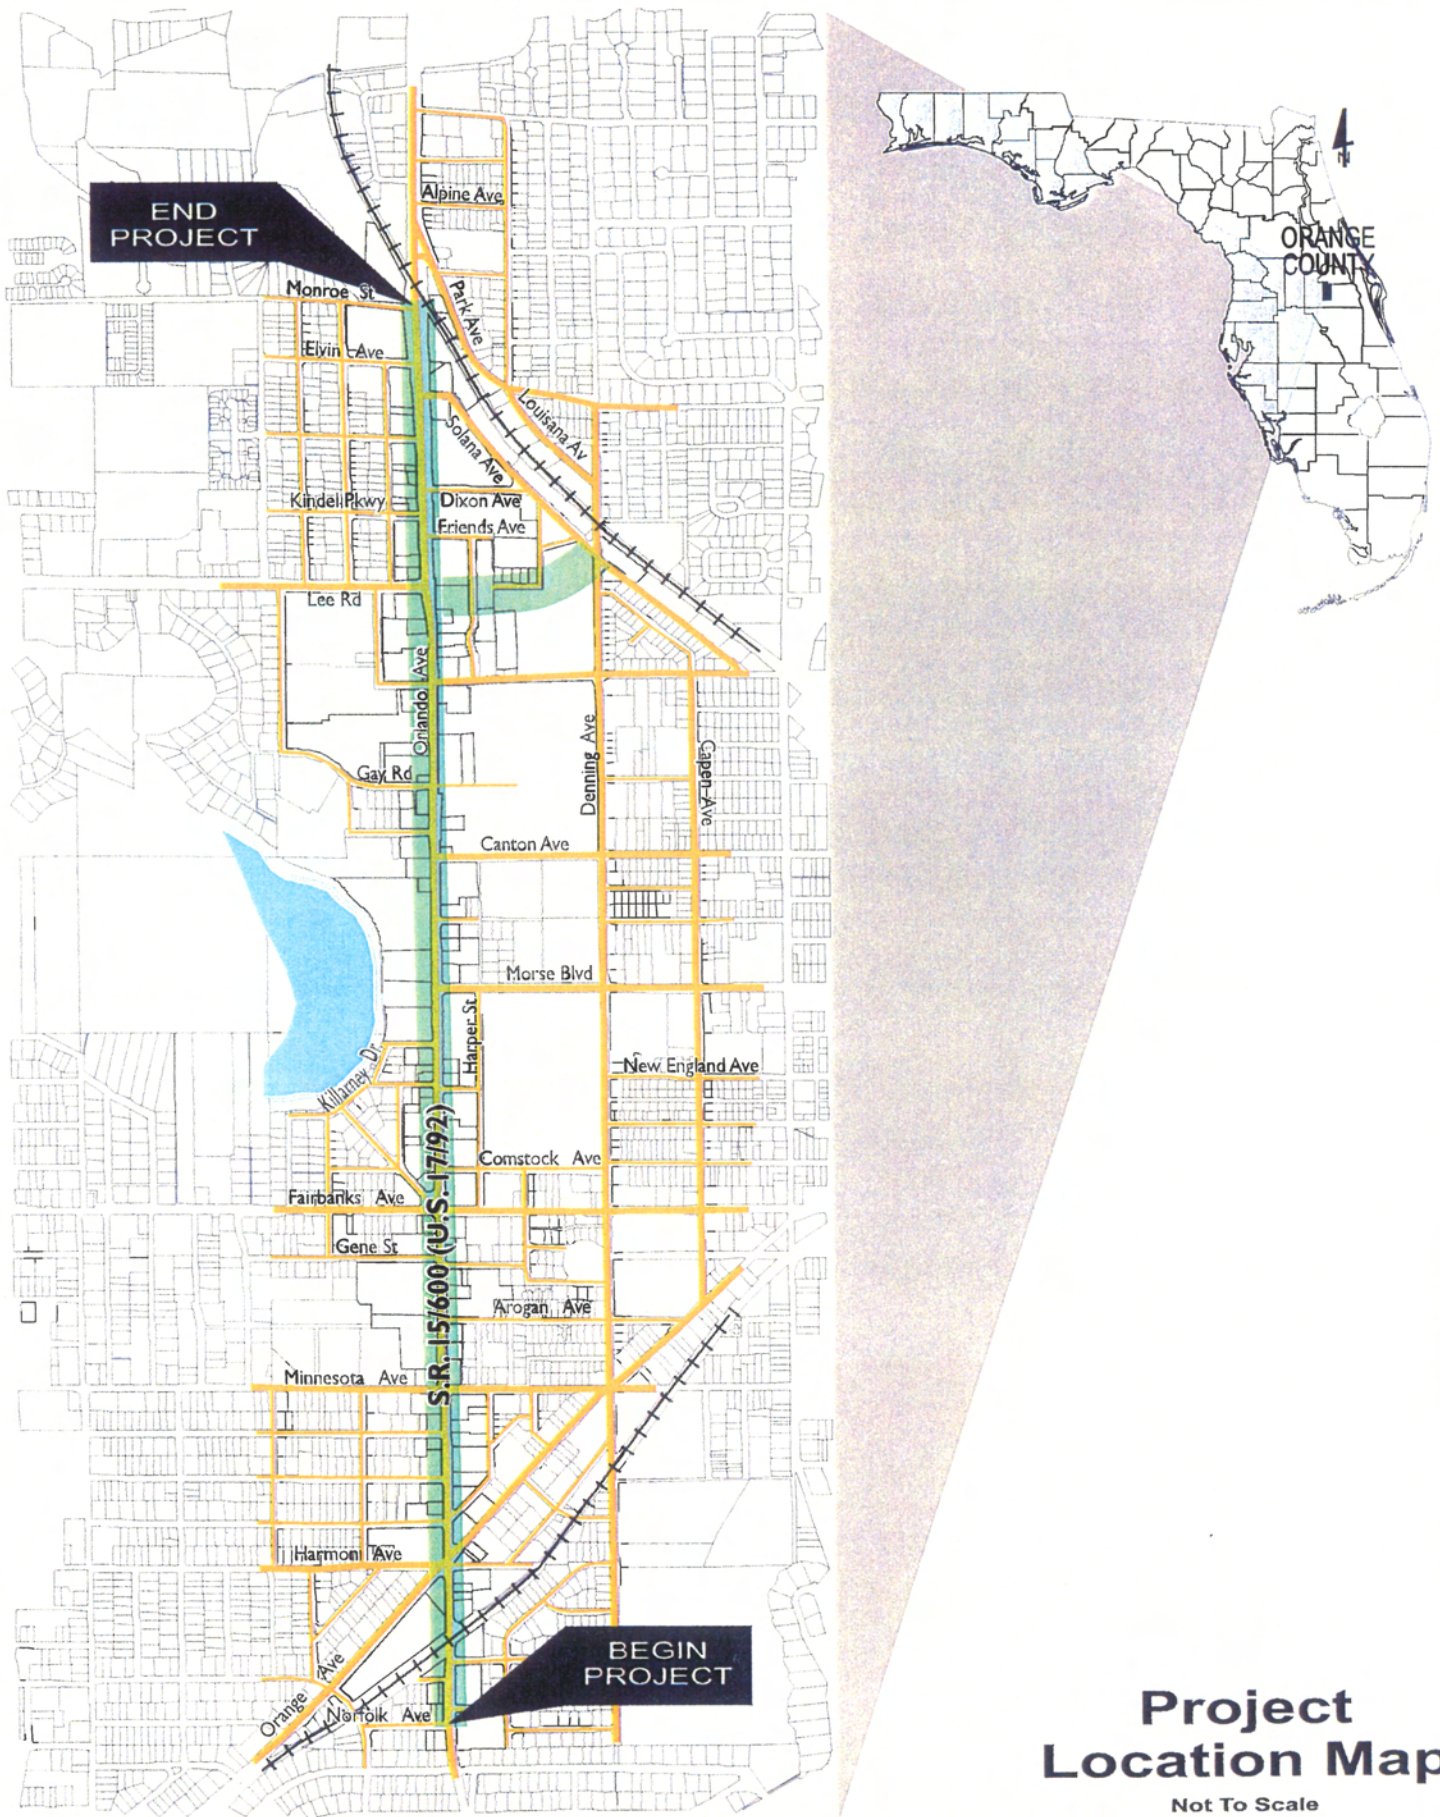 Alpine Ave
END
PROJECT
ORANGE
COUNTY
N
Monroe St
Park Ave
Elvin Ave
Louisana Av
Solana Ave
Kindel Pkwy
Dixon Ave
Friends Ave
Lee Rd
Orlando Ave
Denning Ave
Capen Ave
Gay Rd
Canton Ave
Morse Blvd
Harper St
Killarney Dr.
New England Ave
S.R. 15/600 (U.S. 17/92)
Comstock Ave
Fairbanks Ave
Gene St
Arogan Ave
Minnesota Ave
Harmon Ave
BEGIN
PROJECT
Orange Ave
Norfolk Ave
Project
Location Map
Not To Scale